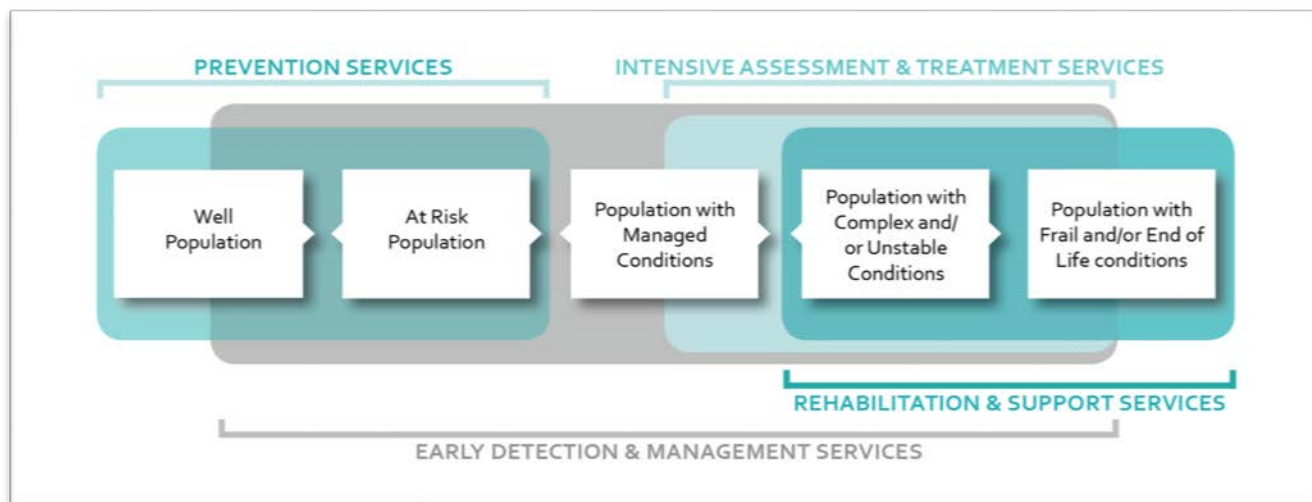 PREVENTION SERVICES
INTENSIVE ASSESSMENT & TREATMENT SERVICES
Well
Population
At Risk
Population
Population with
Managed
Conditions
Population with
Complex and/
or Unstable
Conditions
Population with
Frail and/or End of
Life conditions
REHABILITATION & SUPPORT SERVICES
EARLY DETECTION & MANAGEMENT SERVICES